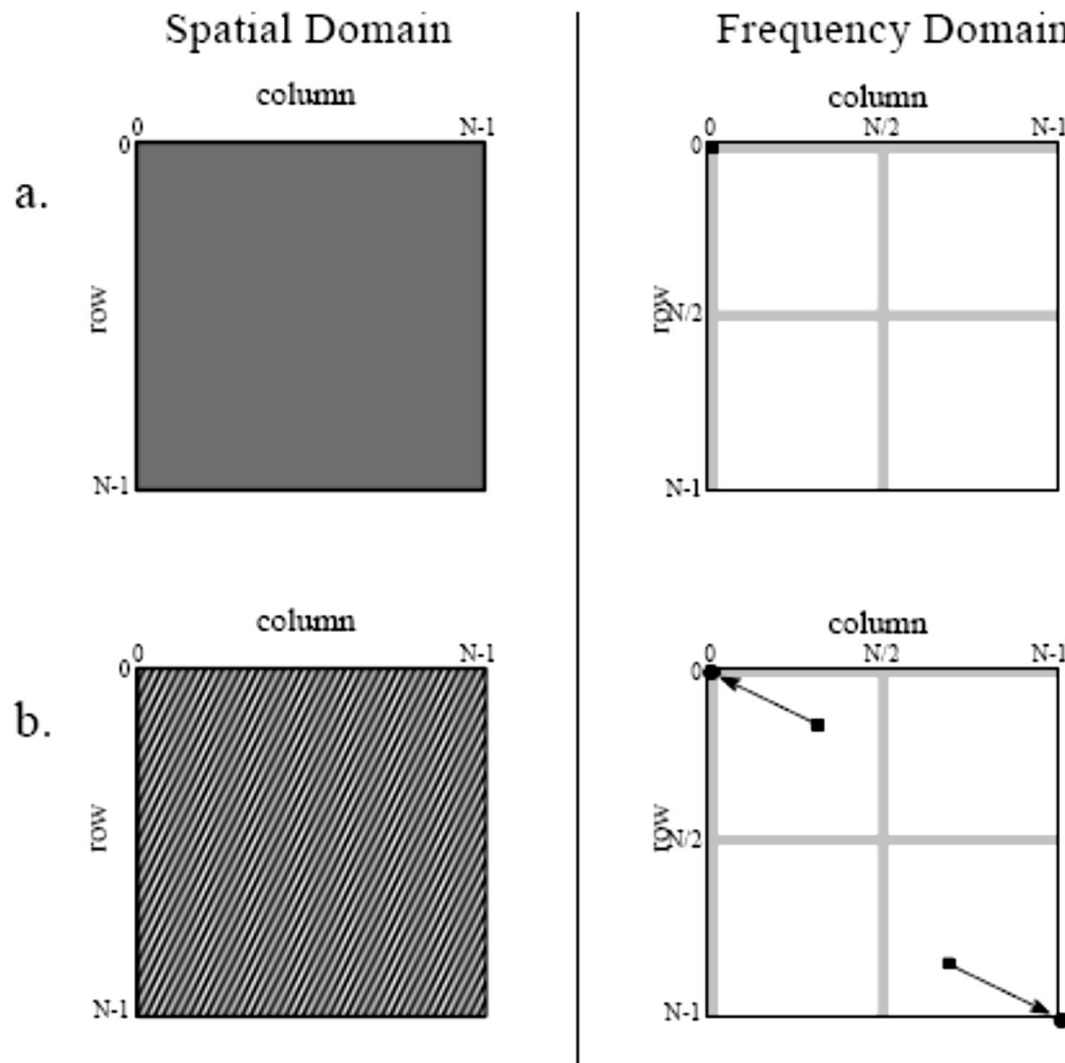 Spatial Domain
Frequency Domain
a.
column
0 N-1
0
row
N-1
column
0 N/2 N-1
0
row
N/2
N-1
b.
column
0 N-1
0
row
N-1
column
0 N/2 N-1
0
row
N/2
N-1